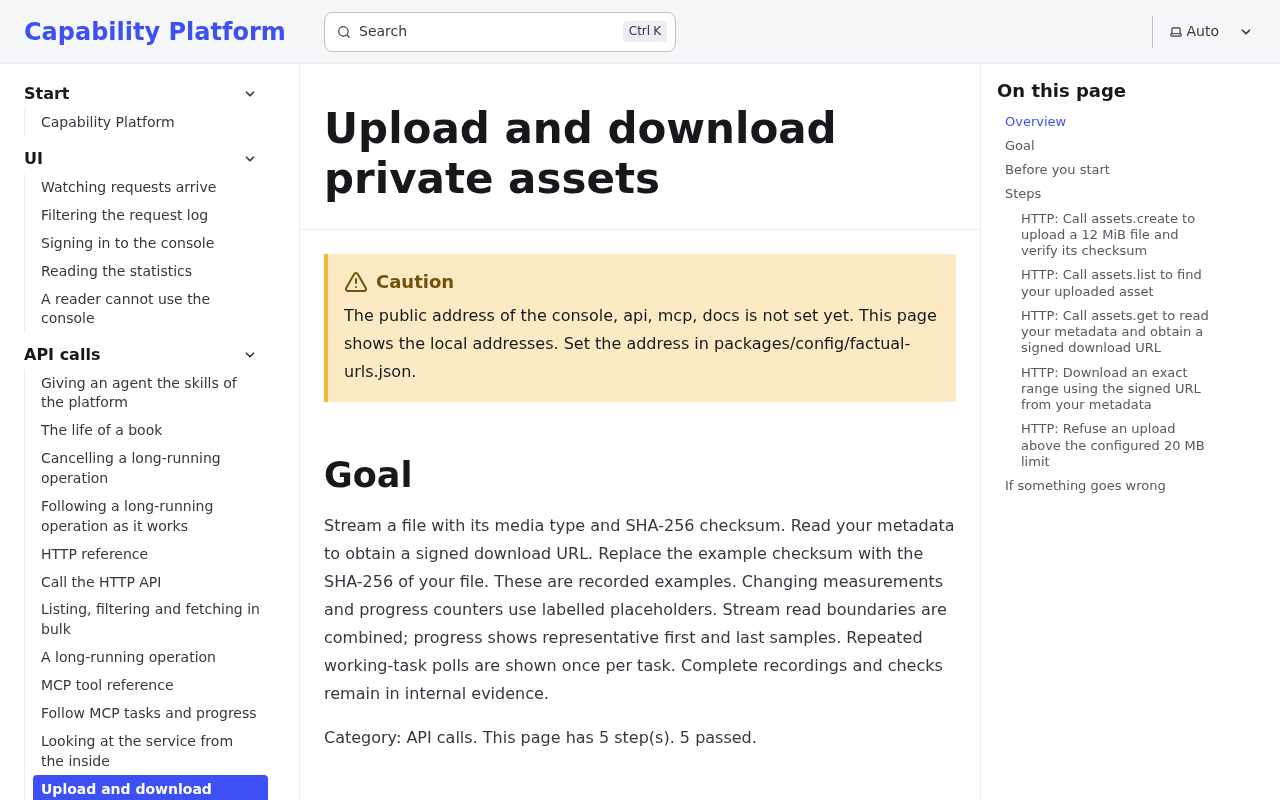 Capability Platform
Search
Ctrl K
Auto
Start
Capability Platform
UI
Watching requests arrive
Filtering the request log
Signing in to the console
Reading the statistics
A reader cannot use the
console
API calls
Giving an agent the skills of
the platform
The life of a book
Cancelling a long-running
operation
Following a long-running
operation as it works
HTTP reference
Call the HTTP API
Listing, filtering and fetching in
bulk
A long-running operation
MCP tool reference
Follow MCP tasks and progress
Looking at the service from
the inside
Upload and download
Upload and download
private assets
Caution
The public address of the console, api, mcp, docs is not set yet. This page
shows the local addresses. Set the address in packages/config/factual-
urls.json.
Goal
Stream a file with its media type and SHA-256 checksum. Read your metadata
to obtain a signed download URL. Replace the example checksum with the
SHA-256 of your file. These are recorded examples. Changing measurements
and progress counters use labelled placeholders. Stream read boundaries are
combined; progress shows representative first and last samples. Repeated
working-task polls are shown once per task. Complete recordings and checks
remain in internal evidence.
Category: API calls. This page has 5 step(s). 5 passed.
On this page
Overview
Goal
Before you start
Steps
HTTP: Call assets.create to
upload a 12 MiB file and
verify its checksum
HTTP: Call assets.list to find
your uploaded asset
HTTP: Call assets.get to read
your metadata and obtain a
signed download URL
HTTP: Download an exact
range using the signed URL
from your metadata
HTTP: Refuse an upload
above the configured 20 MB
limit
If something goes wrong